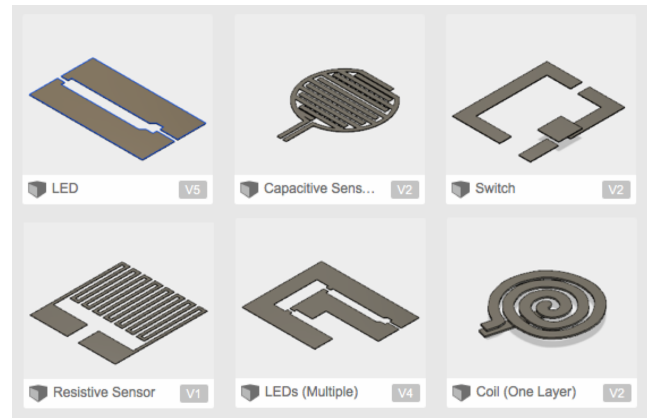 LED V5
Capacitive Sens... V2
Switch V2
Resistive Sensor V1
LEDs (Multiple) V4
Coil (One Layer) V2